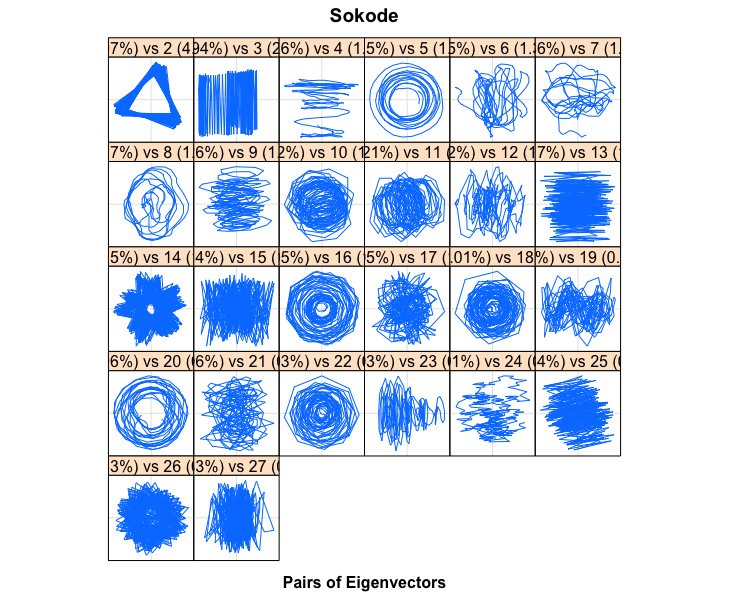 Sokode
7%) vs 2 (4
94%) vs 3 (2
6%) vs 4 (1.
.5%) vs 5 (1
5%) vs 6 (1.
6%) vs 7 (1.
7%) vs 8 (1.
6%) vs 9 (1
2%) vs 10 (1
21%) vs 11 (
2%) vs 12 (1
7%) vs 13 (
5%) vs 14 (
4%) vs 15 (
5%) vs 16 (
5%) vs 17 (
.01%) vs 18
%) vs 19 (0.
6%) vs 20 (
6%) vs 21 (
3%) vs 22 (
3%) vs 23 (
1%) vs 24 (
4%) vs 25 (
3%) vs 26 (
3%) vs 27 (
Pairs of Eigenvectors